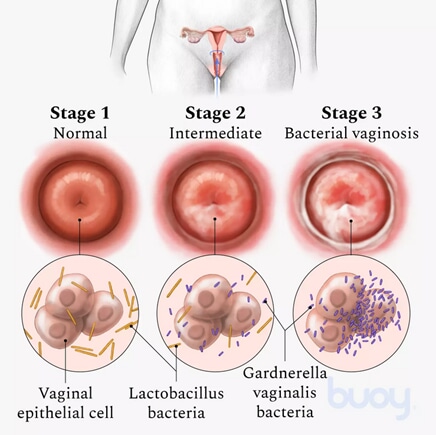 Stage 1
Normal
Stage 2
Intermediate
Stage 3
Bacterial vaginosis
Vaginal
epithelial cell
Lactobacillus
bacteria
Gardnerella
vaginalis
bacteria
buoy